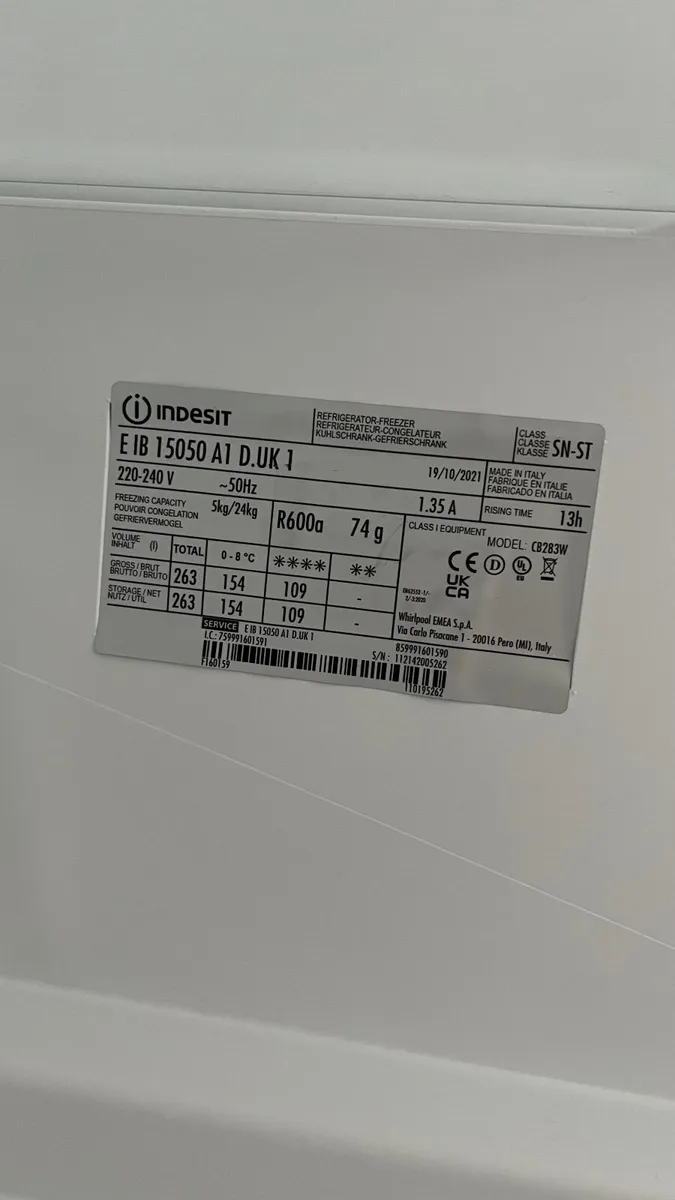 INDESIT
REFRIGERATOR-FREEZER
REFRIGERATEUR-CONGELATEUR
KUHLSCHRANK-GEFRIERSCHRANK
CLASS
CLASSE
KLASSE
SN-ST
E IB 15050 A1 D.UK 1
19/10/2021
MADE IN ITALY
FABRIQUE EN ITALIE
FABRICADO EN ITALIA
220-240 V ~50Hz 1.35 A
RISING TIME 13h
FREEZING CAPACITY
POUVOIR CONGELATION
GEFRIERVERMOGEL
5kg/24kg
R600a 74 g
CLASS I EQUIPMENT
MODEL: CB283W
VOLUME
INHALT (l)
TOTAL 0 - 8 °C **** **
GROSS / BRUT
BRUTTO / BRUTO
263 154 109 -
STORAGE / NET
NUTZ / UTIL
263 154 109 -
CE D UL
EU
UK
CA
Whirlpool EMEA S.p.A.
Via Carlo Pisacane 1 - 20016 Pero (MI), Italy
SERVICE E IB 15050 A1 D.UK 1
859991601590
I.C.: 759991601591
S/N: 112142005262
F160159
110195262